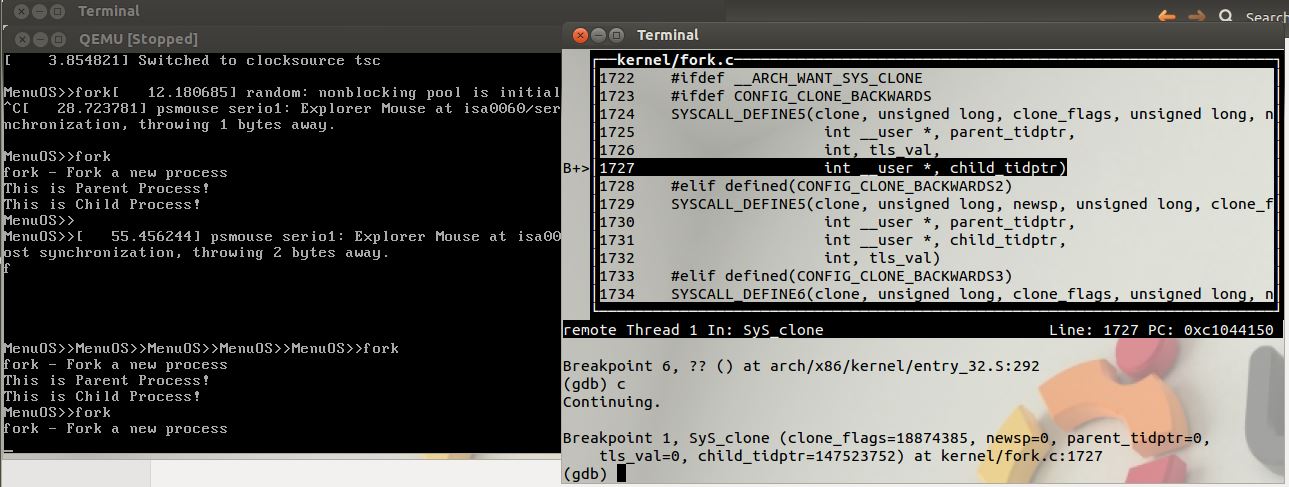 Terminal
QEMU [Stopped]
[    3.854821] Switched to clocksource tsc
MenuOS>>fork[   12.180685] random: nonblocking pool is initial
^C[   28.723781] psmouse serio1: Explorer Mouse at isa0060/ser
nchronization, throwing 1 bytes away.
MenuOS>>fork
fork - Fork a new process
This is Parent Process!
This is Child Process!
MenuOS>>
MenuOS>>[   55.456244] psmouse serio1: Explorer Mouse at isa00
ost synchronization, throwing 2 bytes away.
f
MenuOS>>MenuOS>>MenuOS>>MenuOS>>MenuOS>>fork
fork - Fork a new process
This is Parent Process!
This is Child Process!
MenuOS>>fork
fork - Fork a new process
Search
Terminal
kernel/fork.c
1722    #ifdef __ARCH_WANT_SYS_CLONE
1723    #ifdef CONFIG_CLONE_BACKWARDS
1724    SYSCALL_DEFINE5(clone, unsigned long, clone_flags, unsigned long, n
1725                     int __user *, parent_tidptr,
1726                     int, tls_val,
B+>1727                     int __user *, child_tidptr)
1728    #elif defined(CONFIG_CLONE_BACKWARDS2)
1729    SYSCALL_DEFINE5(clone, unsigned long, newsp, unsigned long, clone_f
1730                     int __user *, parent_tidptr,
1731                     int __user *, child_tidptr,
1732                     int, tls_val)
1733    #elif defined(CONFIG_CLONE_BACKWARDS3)
1734    SYSCALL_DEFINE6(clone, unsigned long, clone_flags, unsigned long, n
remote Thread 1 In: SyS_clone                          Line: 1727 PC: 0xc1044150
Breakpoint 6, ?? () at arch/x86/kernel/entry_32.S:292
(gdb) c
Continuing.
Breakpoint 1, SyS_clone (clone_flags=18874385, newsp=0, parent_tidptr=0,
    tls_val=0, child_tidptr=147523752) at kernel/fork.c:1727
(gdb)